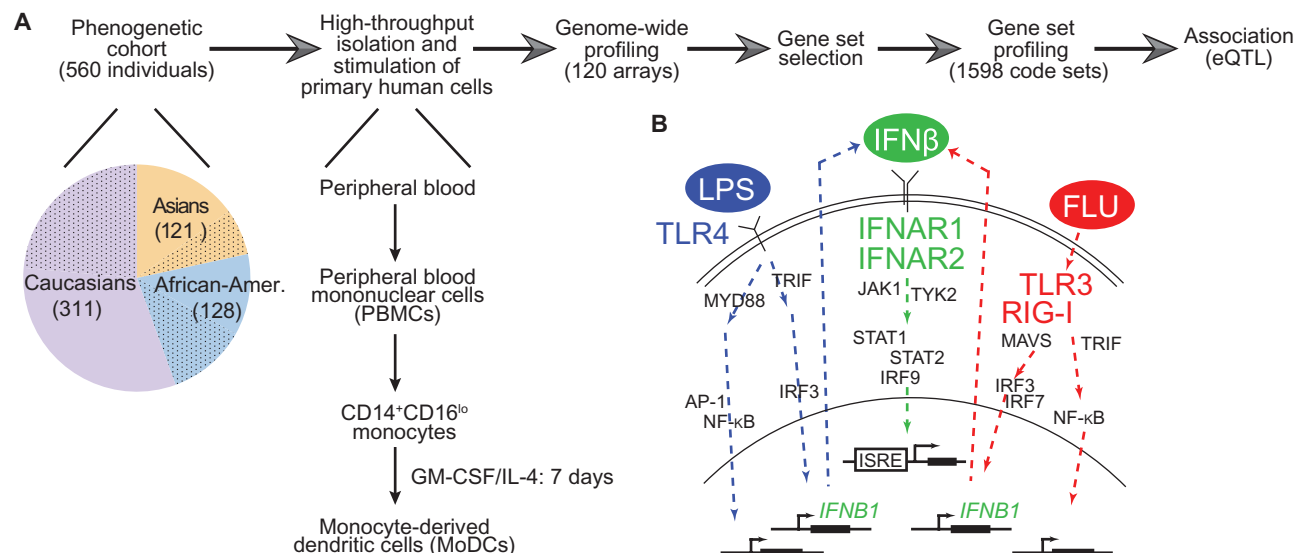 A
Phenogenetic
cohort
(560 individuals)
High-throughput
isolation and
stimulation of
primary human cells
Genome-wide
profiling
(120 arrays)
Gene set
selection
Gene set
profiling
(1598 code sets)
Association
(eQTL)
Asians
(121 )
Caucasians
(311)
African-Amer.
(128)
Peripheral blood
Peripheral blood
mononuclear cells
(PBMCs)
CD14⁺CD16ˡᵒ
monocytes
GM-CSF/IL-4: 7 days
Monocyte-derived
dendritic cells (MoDCs)
B
IFNβ
LPS
FLU
TLR4
IFNAR1
IFNAR2
TLR3
RIG-I
MYD88
TRIF
JAK1
TYK2
MAVS
TRIF
STAT1
STAT2
IRF9
AP-1
NF-κB
IRF3
IRF3
IRF7
NF-κB
ISRE
IFNB1
IFNB1